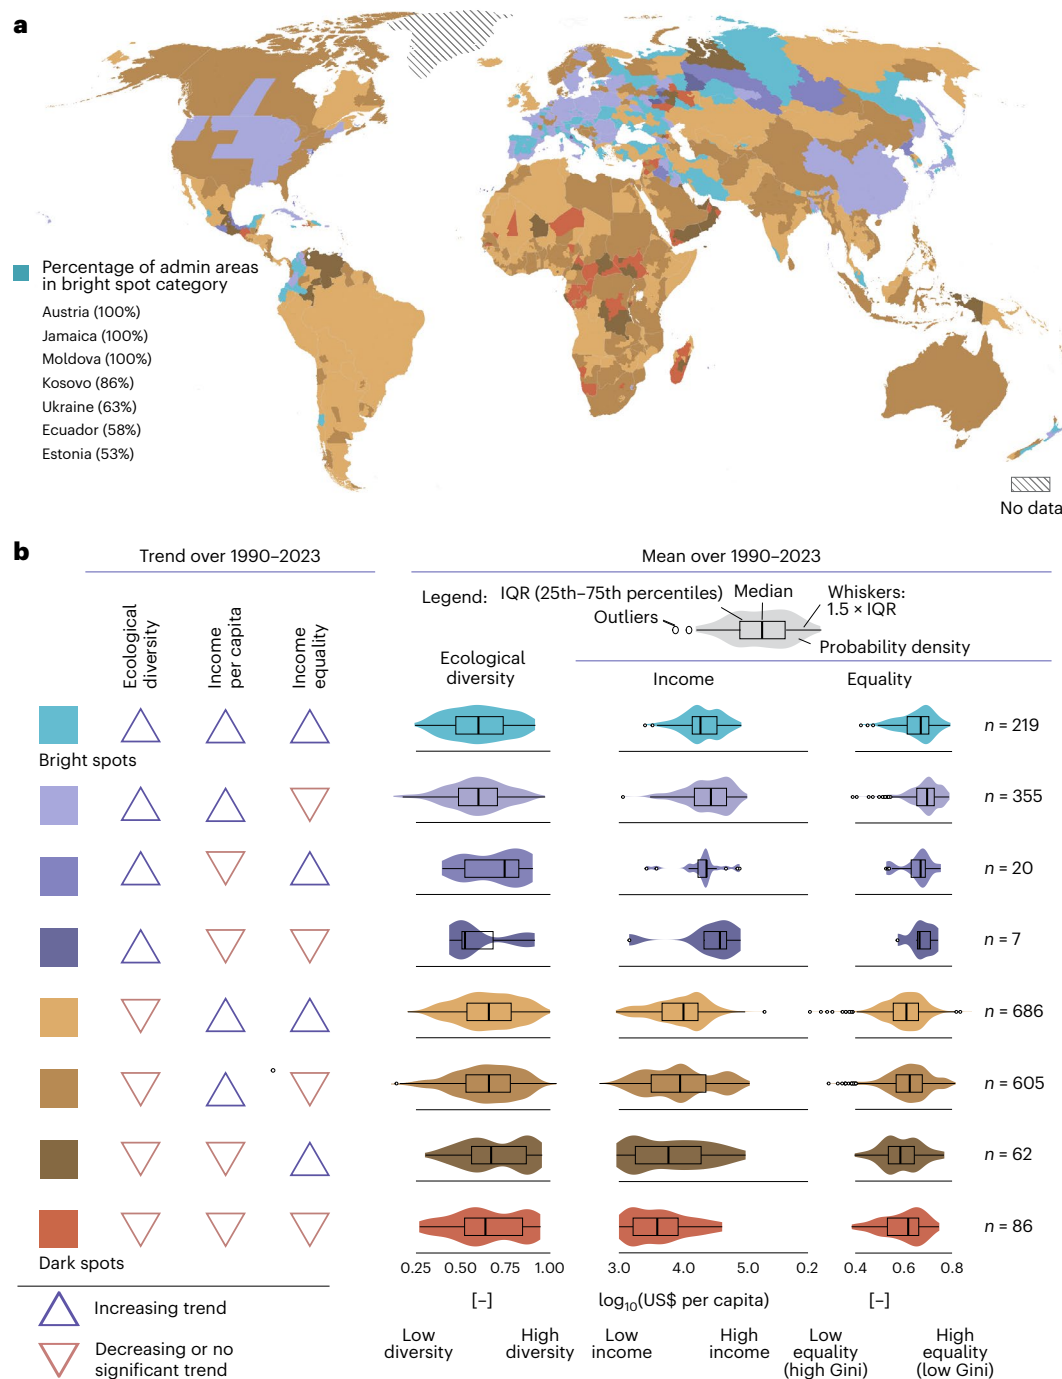 a
Percentage of admin areas
in bright spot category
Austria (100%)
Jamaica (100%)
Moldova (100%)
Kosovo (86%)
Ukraine (63%)
Ecuador (58%)
Estonia (53%)
No data
b
Trend over 1990–2023
Mean over 1990–2023
Legend:
IQR (25th–75th percentiles)
Median
Whiskers:
1.5 × IQR
Outliers
Probability density
Ecological
diversity
Income
per capita
Income
equality
Ecological
diversity
Income
Equality
n = 219
Bright spots
n = 355
n = 20
n = 7
n = 686
n = 605
n = 62
n = 86
Dark spots
0.25 0.50 0.75 1.00 3.0 4.0 5.0 0.2 0.4 0.6 0.8
[–]
log10(US$ per capita)
[–]
Increasing trend
Decreasing or no
significant trend
Low
diversity
High
diversity
Low
income
High
income
Low
equality
(high Gini)
High
equality
(low Gini)